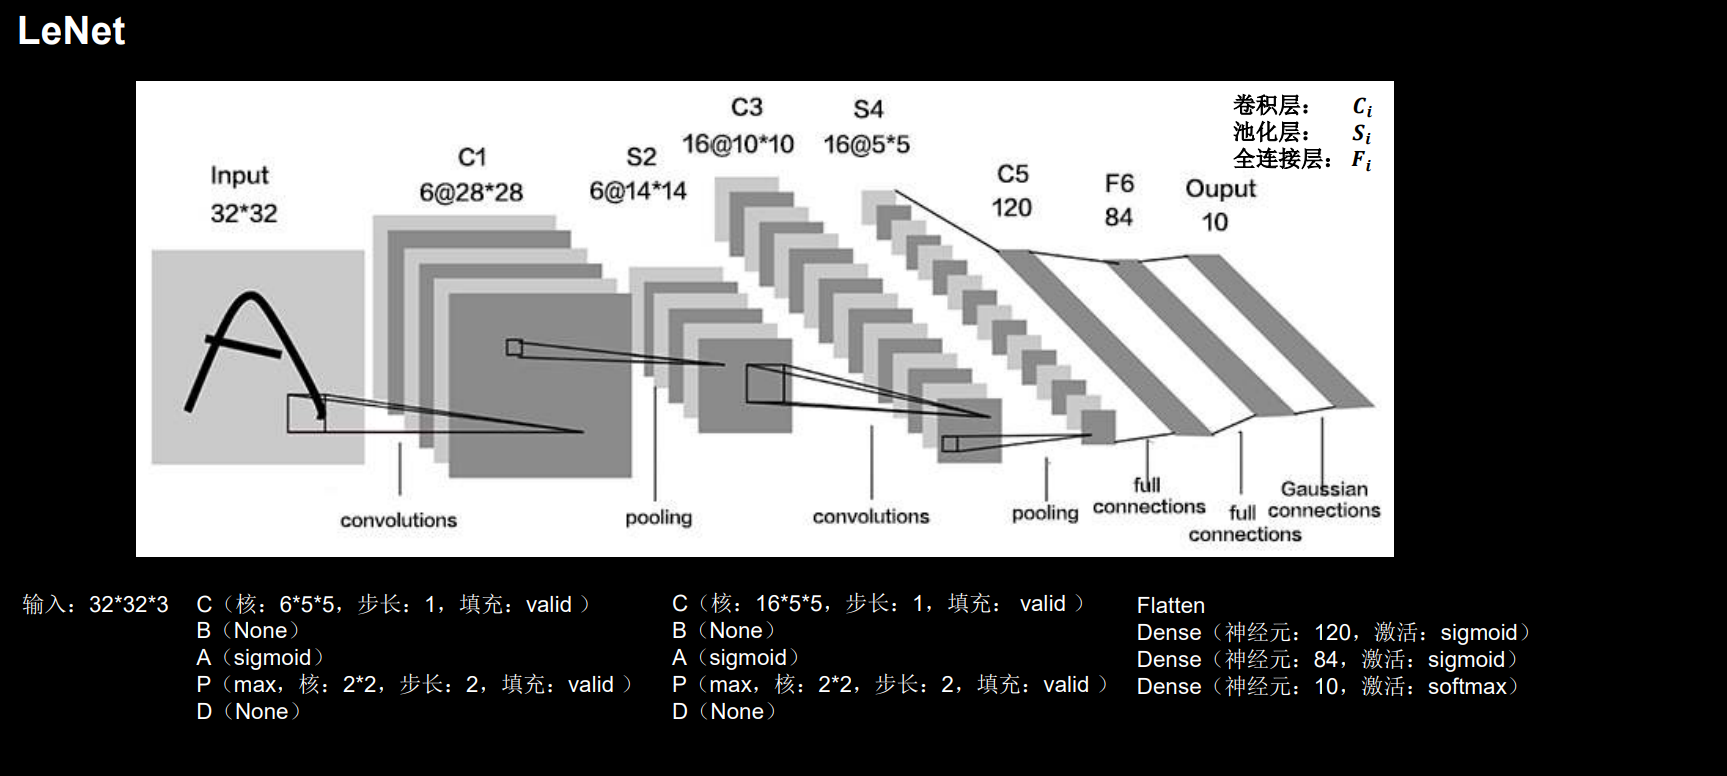 LeNet
卷积层： Ci
池化层： Si
全连接层： Fi
Input
32*32
C1
6@28*28
S2
6@14*14
C3
16@10*10
S4
16@5*5
C5
120
F6
84
Ouput
10
convolutions
pooling
convolutions
pooling
full
connections
full
connections
Gaussian
connections
输入：32*32*3
C（核：6*5*5，步长：1，填充：valid ）
B（None）
A（sigmoid）
P（max，核：2*2，步长：2，填充：valid ）
D（None）
C（核：16*5*5，步长：1，填充： valid ）
B（None）
A（sigmoid）
P（max，核：2*2，步长：2，填充：valid ）
D（None）
Flatten
Dense（神经元：120，激活：sigmoid）
Dense（神经元：84，激活：sigmoid）
Dense（神经元：10，激活：softmax）